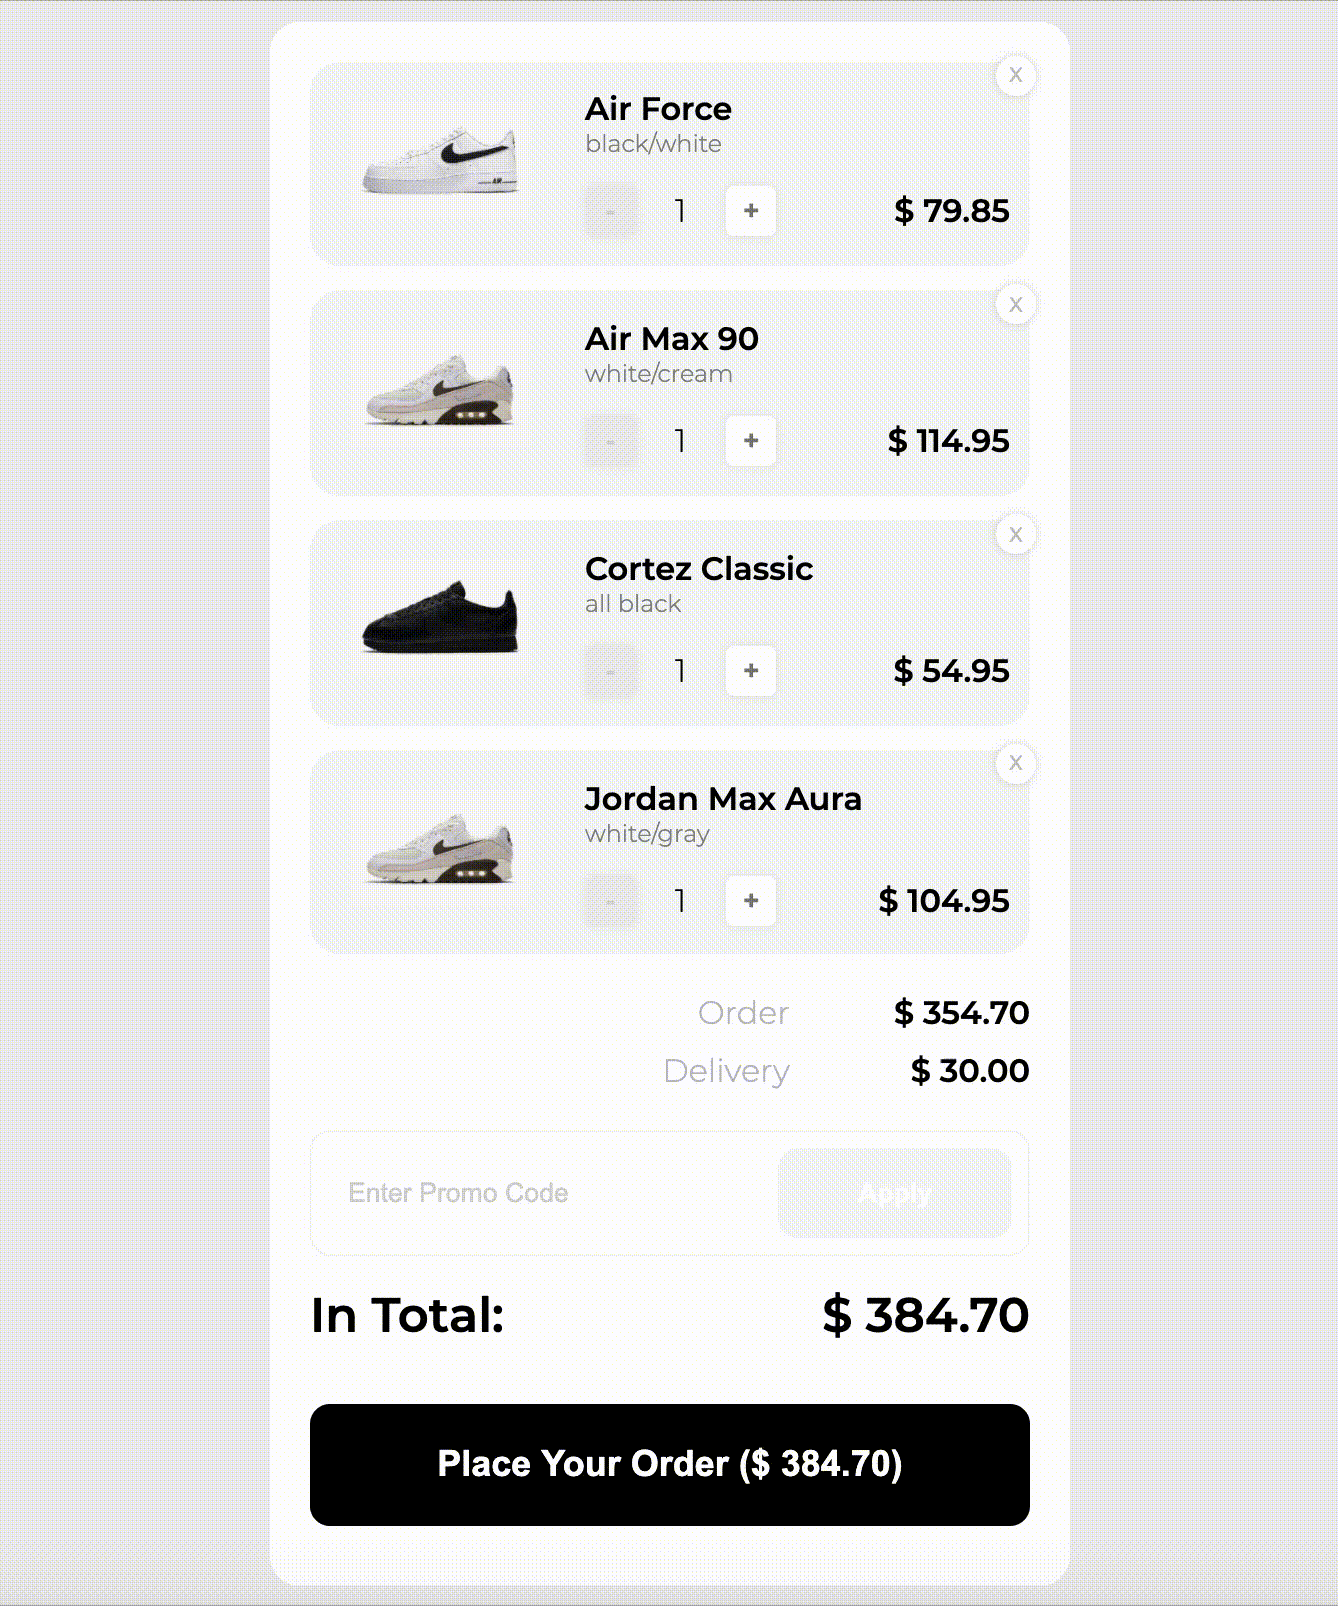 X
Air Force
black/white
- 1 + $ 79.85
X
Air Max 90
white/cream
- 1 + $ 114.95
X
Cortez Classic
all black
- 1 + $ 54.95
X
Jordan Max Aura
white/gray
- 1 + $ 104.95
Order $ 354.70
Delivery $ 30.00
Enter Promo Code Apply
In Total: $ 384.70
Place Your Order ($ 384.70)